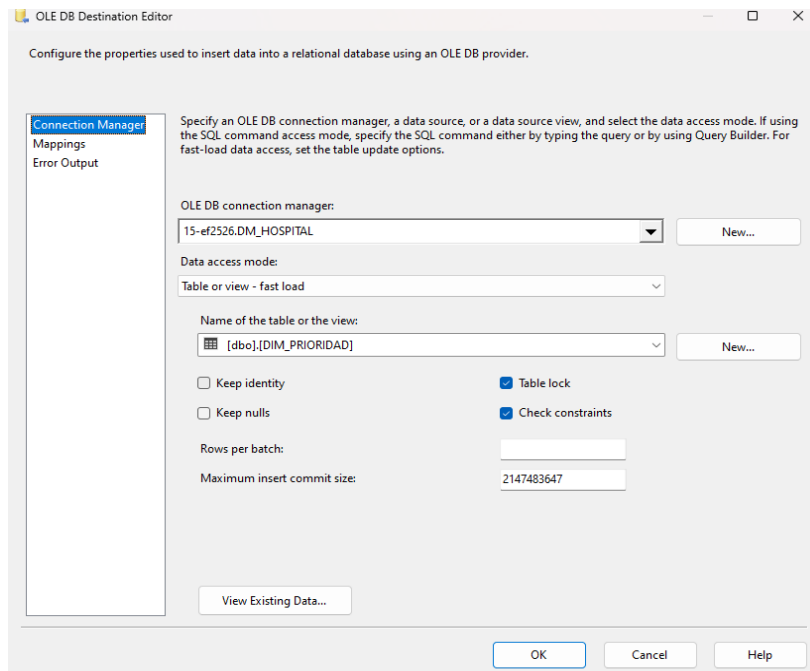 OLE DB Destination Editor
Configure the properties used to insert data into a relational database using an OLE DB provider.
Connection Manager
Mappings
Error Output
Specify an OLE DB connection manager, a data source, or a data source view, and select the data access mode. If using
the SQL command access mode, specify the SQL command either by typing the query or by using Query Builder. For
fast-load data access, set the table update options.
OLE DB connection manager:
15-ef2526.DM_HOSPITAL
New...
Data access mode:
Table or view - fast load
Name of the table or the view:
[dbo].[DIM_PRIORIDAD]
New...
Keep identity
Table lock
Keep nulls
Check constraints
Rows per batch:
Maximum insert commit size:
2147483647
View Existing Data...
OK
Cancel
Help